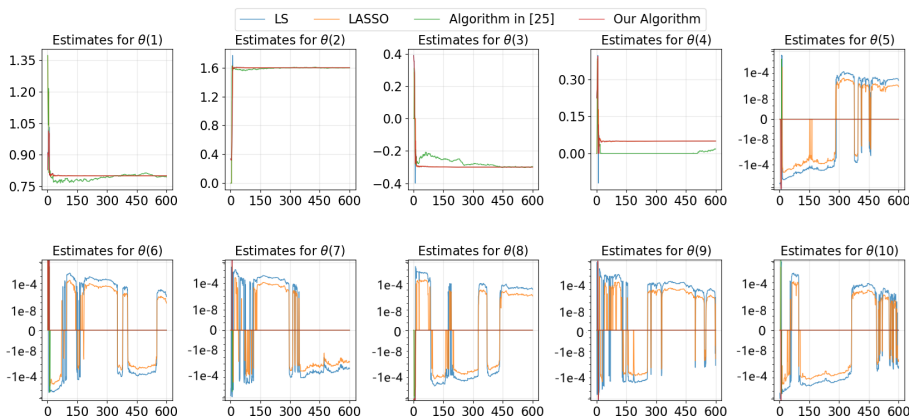 LS LASSO Algorithm in [25] Our Algorithm
Estimates for θ(1) Estimates for θ(2) Estimates for θ(3) Estimates for θ(4) Estimates for θ(5)
1.35 1.6 0.4 0.30 1e-4
1.20 1.2 0.2 0.15 1e-8
1.05 0.8 0.0 0.00 0
0.90 0.4 −0.2 -1e-8
0.75 0.0 −0.4 -1e-4
0 150 300 450 600 0 150 300 450 600 0 150 300 450 600 0 150 300 450 600 0 150 300 450 600
Estimates for θ(6) Estimates for θ(7) Estimates for θ(8) Estimates for θ(9) Estimates for θ(10)
1e-4 1e-4 1e-4 1e-4 1e-4
1e-8 1e-8 1e-8 1e-8 1e-8
0 0 0 0 0
-1e-8 -1e-8 -1e-8 -1e-8 -1e-8
-1e-4 -1e-4 -1e-4 -1e-4 -1e-4
0 150 300 450 600 0 150 300 450 600 0 150 300 450 600 0 150 300 450 600 0 150 300 450 600